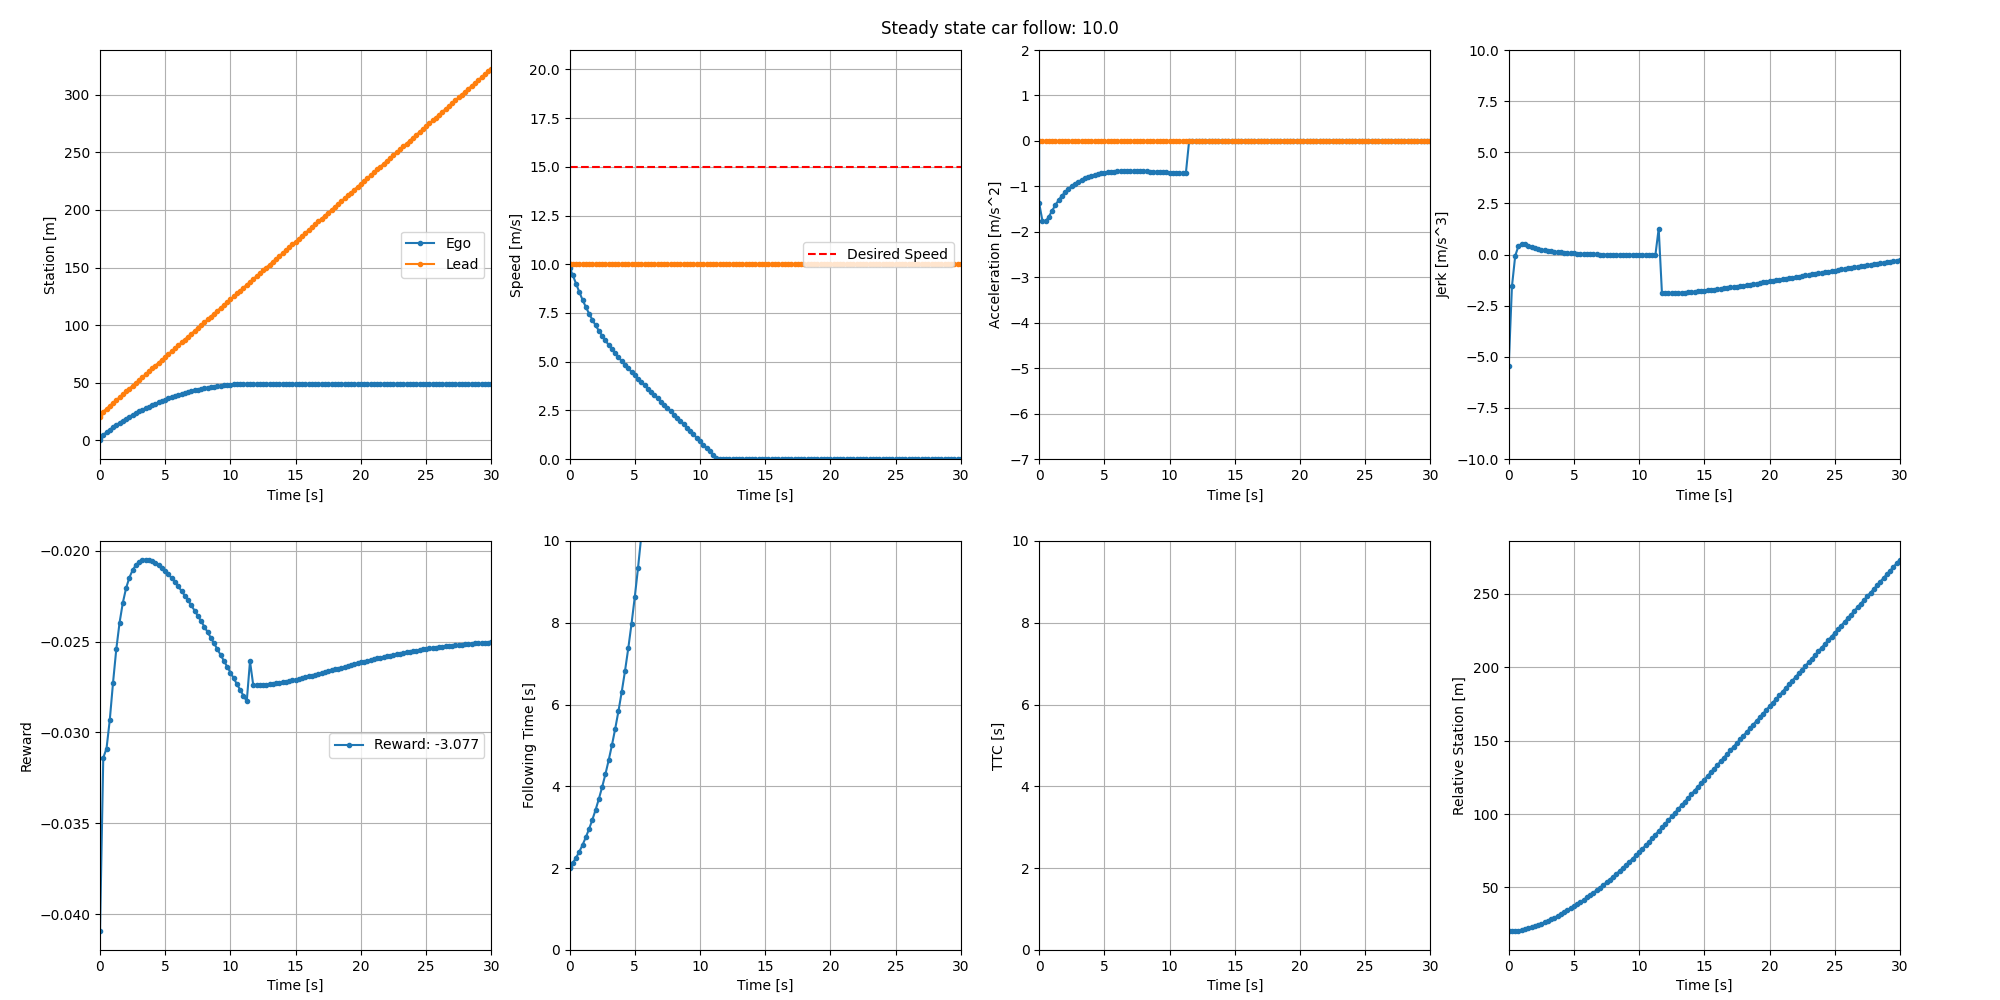 Steady state car follow: 10.0
Station [m]
300
250
200
150
100
50
0
Ego
Lead
0 5 10 15 20 25 30
Time [s]
Speed [m/s]
20.0
17.5
15.0
12.5
10.0
7.5
5.0
2.5
0.0
Desired Speed
0 5 10 15 20 25 30
Time [s]
Acceleration [m/s^2]
2
1
0
−1
−2
−3
−4
−5
−6
−7
0 5 10 15 20 25 30
Time [s]
Jerk [m/s^3]
10.0
7.5
5.0
2.5
0.0
−2.5
−5.0
−7.5
−10.0
0 5 10 15 20 25 30
Time [s]
Reward
−0.020
−0.025
−0.030
−0.035
−0.040
Reward: -3.077
0 5 10 15 20 25 30
Time [s]
Following Time [s]
10
8
6
4
2
0
0 5 10 15 20 25 30
Time [s]
TTC [s]
10
8
6
4
2
0
0 5 10 15 20 25 30
Time [s]
Relative Station [m]
250
200
150
100
50
0 5 10 15 20 25 30
Time [s]